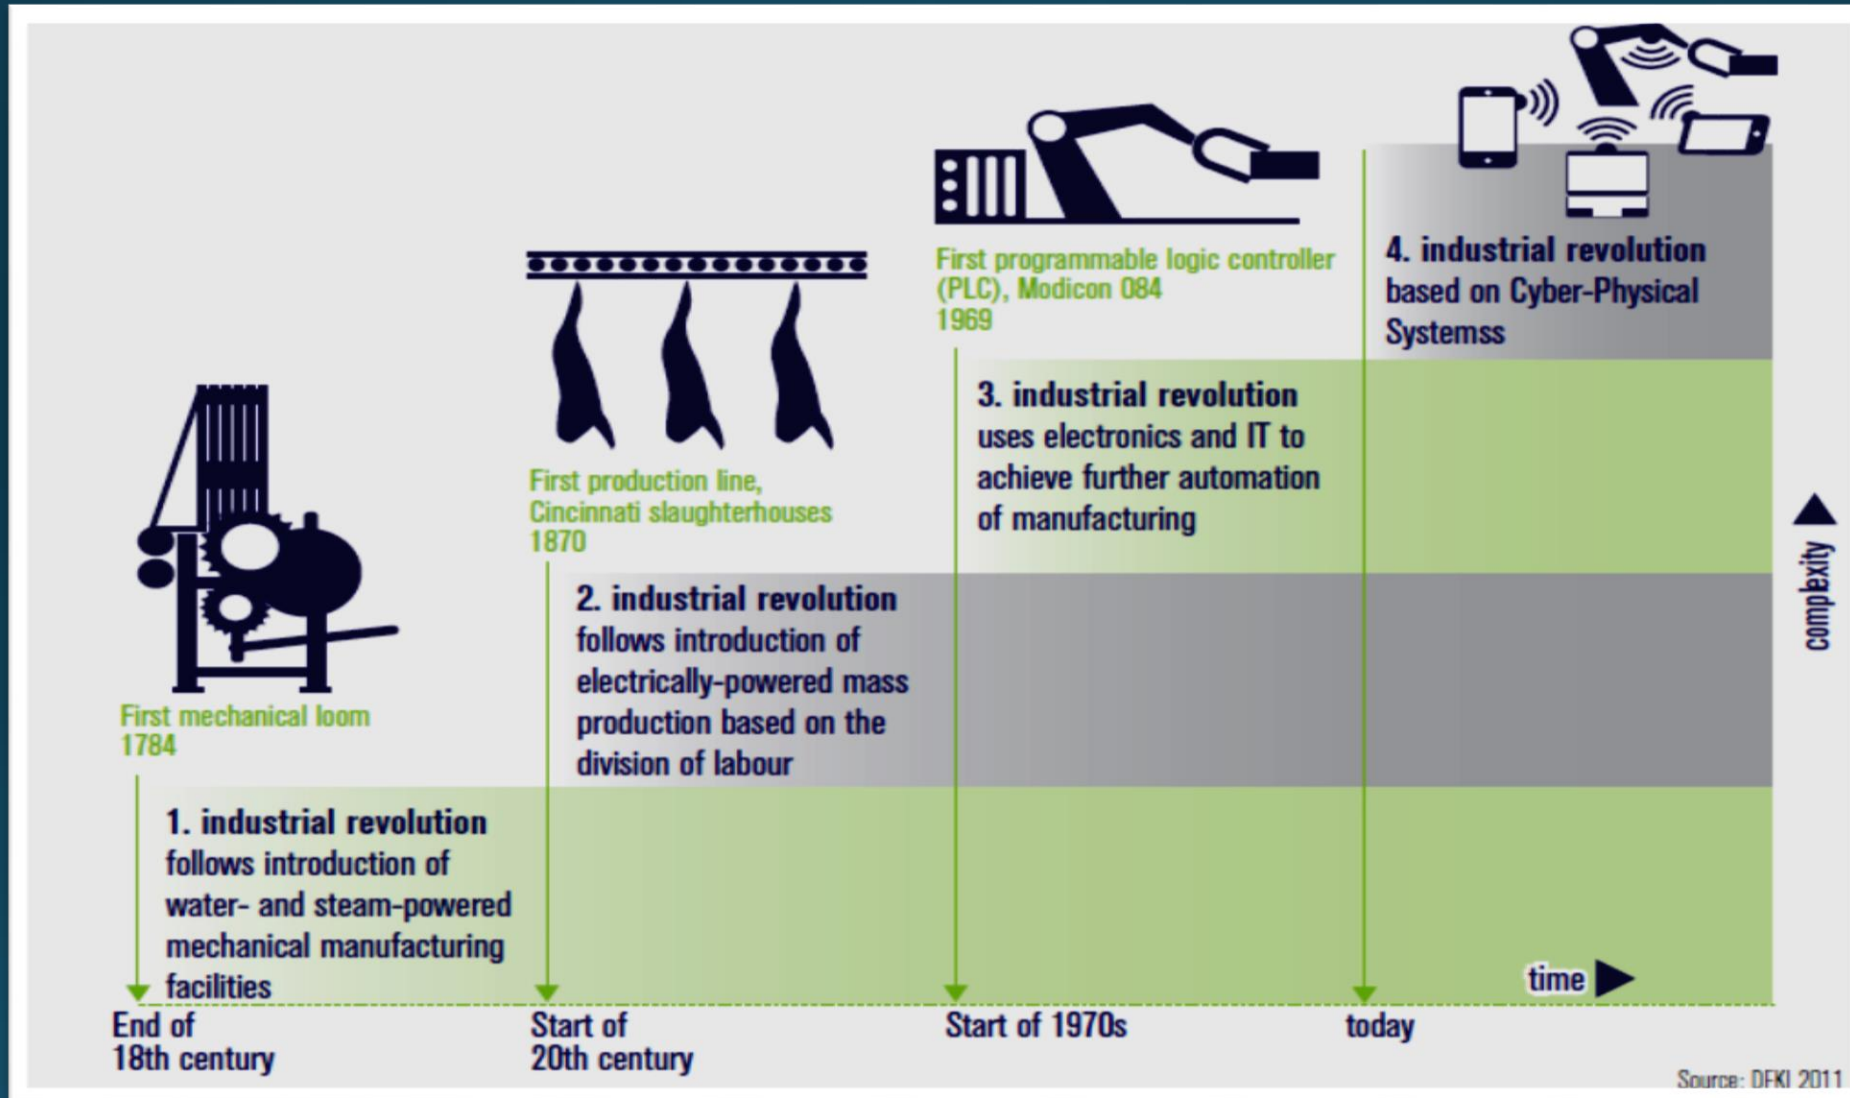 First mechanical loom
1784
1. industrial revolution
follows introduction of
water- and steam-powered
mechanical manufacturing
facilities
End of
18th century
First production line,
Cincinnati slaughterhouses
1870
2. industrial revolution
follows introduction of
electrically-powered mass
production based on the
division of labour
Start of
20th century
First programmable logic controller
(PLC), Modicon 084
1969
3. industrial revolution
uses electronics and IT to
achieve further automation
of manufacturing
Start of 1970s
4. industrial revolution
based on Cyber-Physical
Systemss
today
time
complexity
Source: DFKI 2011